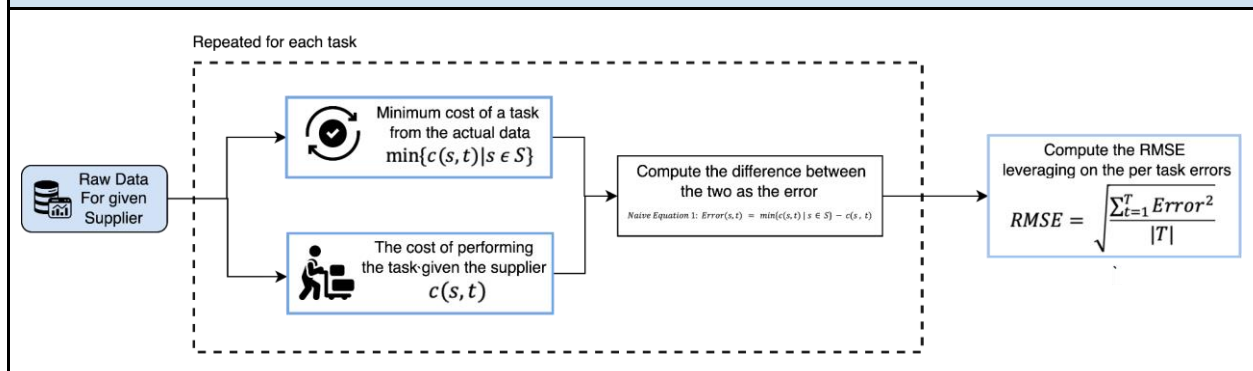 Repeated for each task
Raw Data
For given
Supplier
Minimum cost of a task
from the actual data
min{c(s,t)|s ϵ S}
The cost of performing
the task·given the supplier
c(s,t)
Compute the difference between
the two as the error
Naive Equation 1: Error(s,t) = min{c(s,t) | s ∈ S} − c(s, t)
Compute the RMSE
leveraging on the per task errors
RMSE = √(∑ᵀₜ₌₁ Error² / |T|)